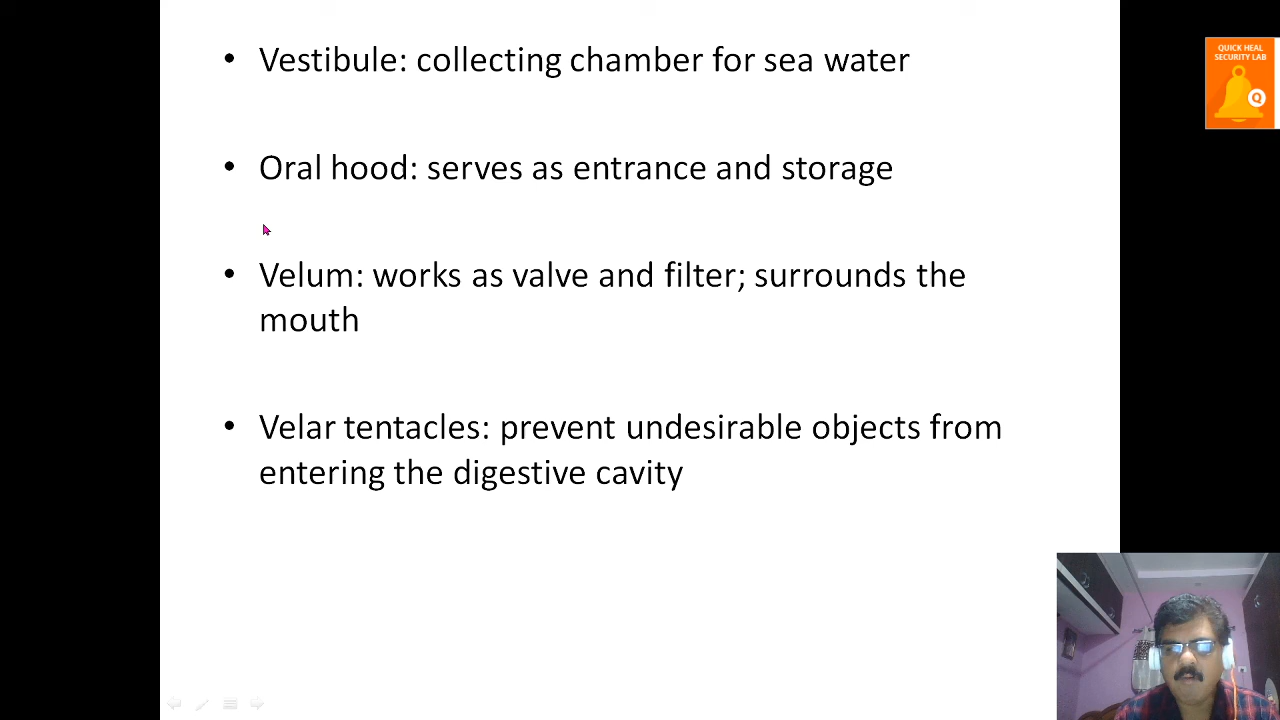 • Vestibule: collecting chamber for sea water
• Oral hood: serves as entrance and storage
• Velum: works as valve and filter; surrounds the
mouth
• Velar tentacles: prevent undesirable objects from
entering the digestive cavity
QUICK HEAL
SECURITY LAB
Q